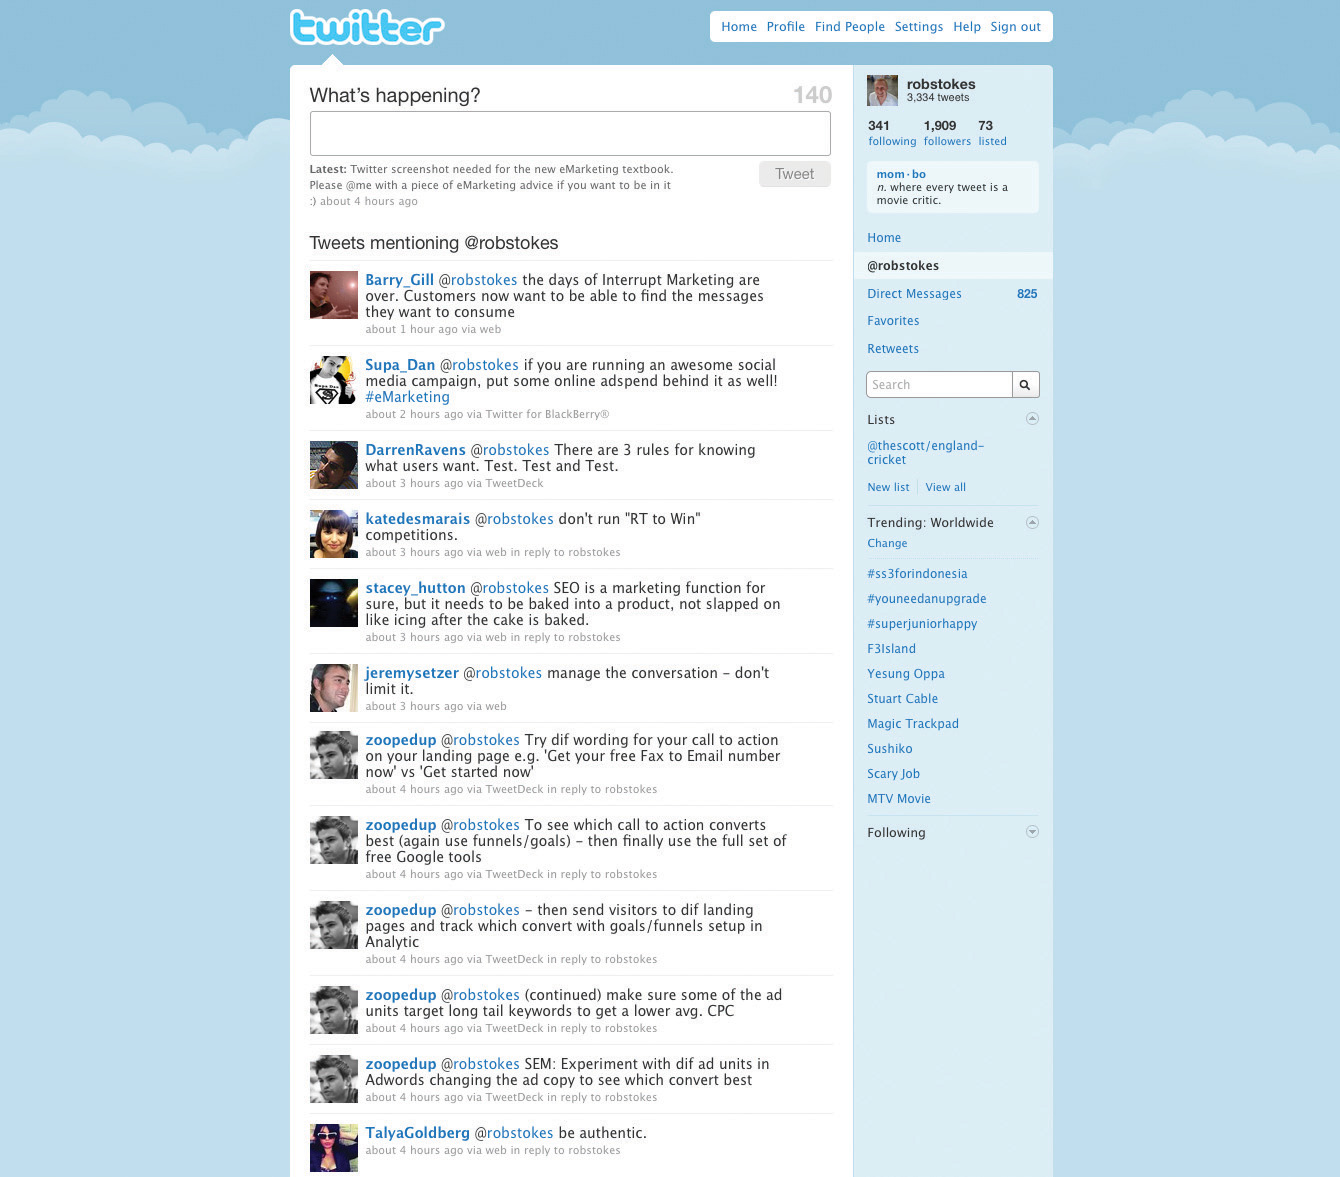 twitter
Home Profile Find People Settings Help Sign out
What's happening?
140
Latest: Twitter screenshot needed for the new eMarketing textbook.
Please @me with a piece of eMarketing advice if you want to be in it
:) about 4 hours ago
Tweet
Tweets mentioning @robstokes
Barry_Gill @robstokes the days of Interrupt Marketing are
over. Customers now want to be able to find the messages
they want to consume
about 1 hour ago via web
Supa_Dan @robstokes if you are running an awesome social
media campaign, put some online adspend behind it as well!
#eMarketing
about 2 hours ago via Twitter for BlackBerry®
DarrenRavens @robstokes There are 3 rules for knowing
what users want. Test. Test and Test.
about 3 hours ago via TweetDeck
katedesmarais @robstokes don't run "RT to Win"
competitions.
about 3 hours ago via web in reply to robstokes
stacey_hutton @robstokes SEO is a marketing function for
sure, but it needs to be baked into a product, not slapped on
like icing after the cake is baked.
about 3 hours ago via web in reply to robstokes
jeremysetzer @robstokes manage the conversation - don't
limit it.
about 3 hours ago via web
zoopedup @robstokes Try dif wording for your call to action
on your landing page e.g. 'Get your free Fax to Email number
now' vs 'Get started now'
about 4 hours ago via TweetDeck in reply to robstokes
zoopedup @robstokes To see which call to action converts
best (again use funnels/goals) - then finally use the full set of
free Google tools
about 4 hours ago via TweetDeck in reply to robstokes
zoopedup @robstokes - then send visitors to dif landing
pages and track which convert with goals/funnels setup in
Analytic
about 4 hours ago via TweetDeck in reply to robstokes
zoopedup @robstokes (continued) make sure some of the ad
units target long tail keywords to get a lower avg. CPC
about 4 hours ago via TweetDeck in reply to robstokes
zoopedup @robstokes SEM: Experiment with dif ad units in
Adwords changing the ad copy to see which convert best
about 4 hours ago via TweetDeck in reply to robstokes
TalyaGoldberg @robstokes be authentic.
about 4 hours ago via web in reply to robstokes
robstokes
3,334 tweets
341 1,909 73
following followers listed
mom·bo
n. where every tweet is a
movie critic.
Home
@robstokes
Direct Messages 825
Favorites
Retweets
Search
Lists
@thescott/england-
cricket
New list View all
Trending: Worldwide
Change
#ss3forindonesia
#youneedanupgrade
#superjuniorhappy
F3Island
Yesung Oppa
Stuart Cable
Magic Trackpad
Sushiko
Scary Job
MTV Movie
Following